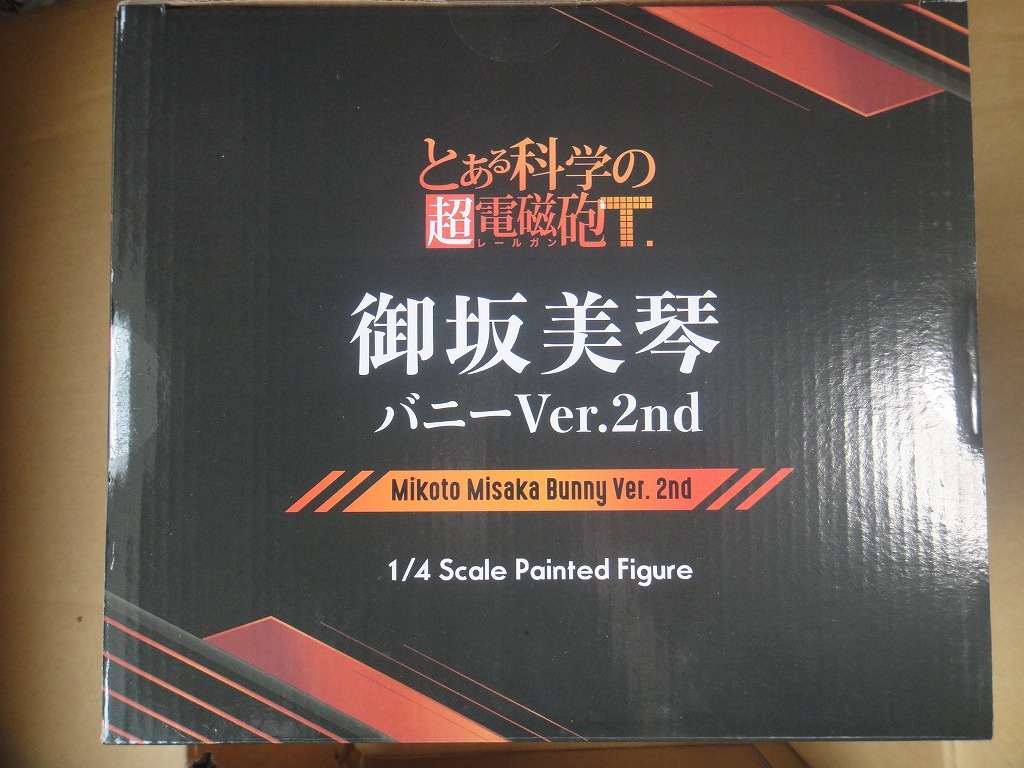 とある科学の
超電磁砲T.
レールガン
御坂美琴
バニーVer.2nd
Mikoto Misaka Bunny Ver. 2nd
1/4 Scale Painted Figure